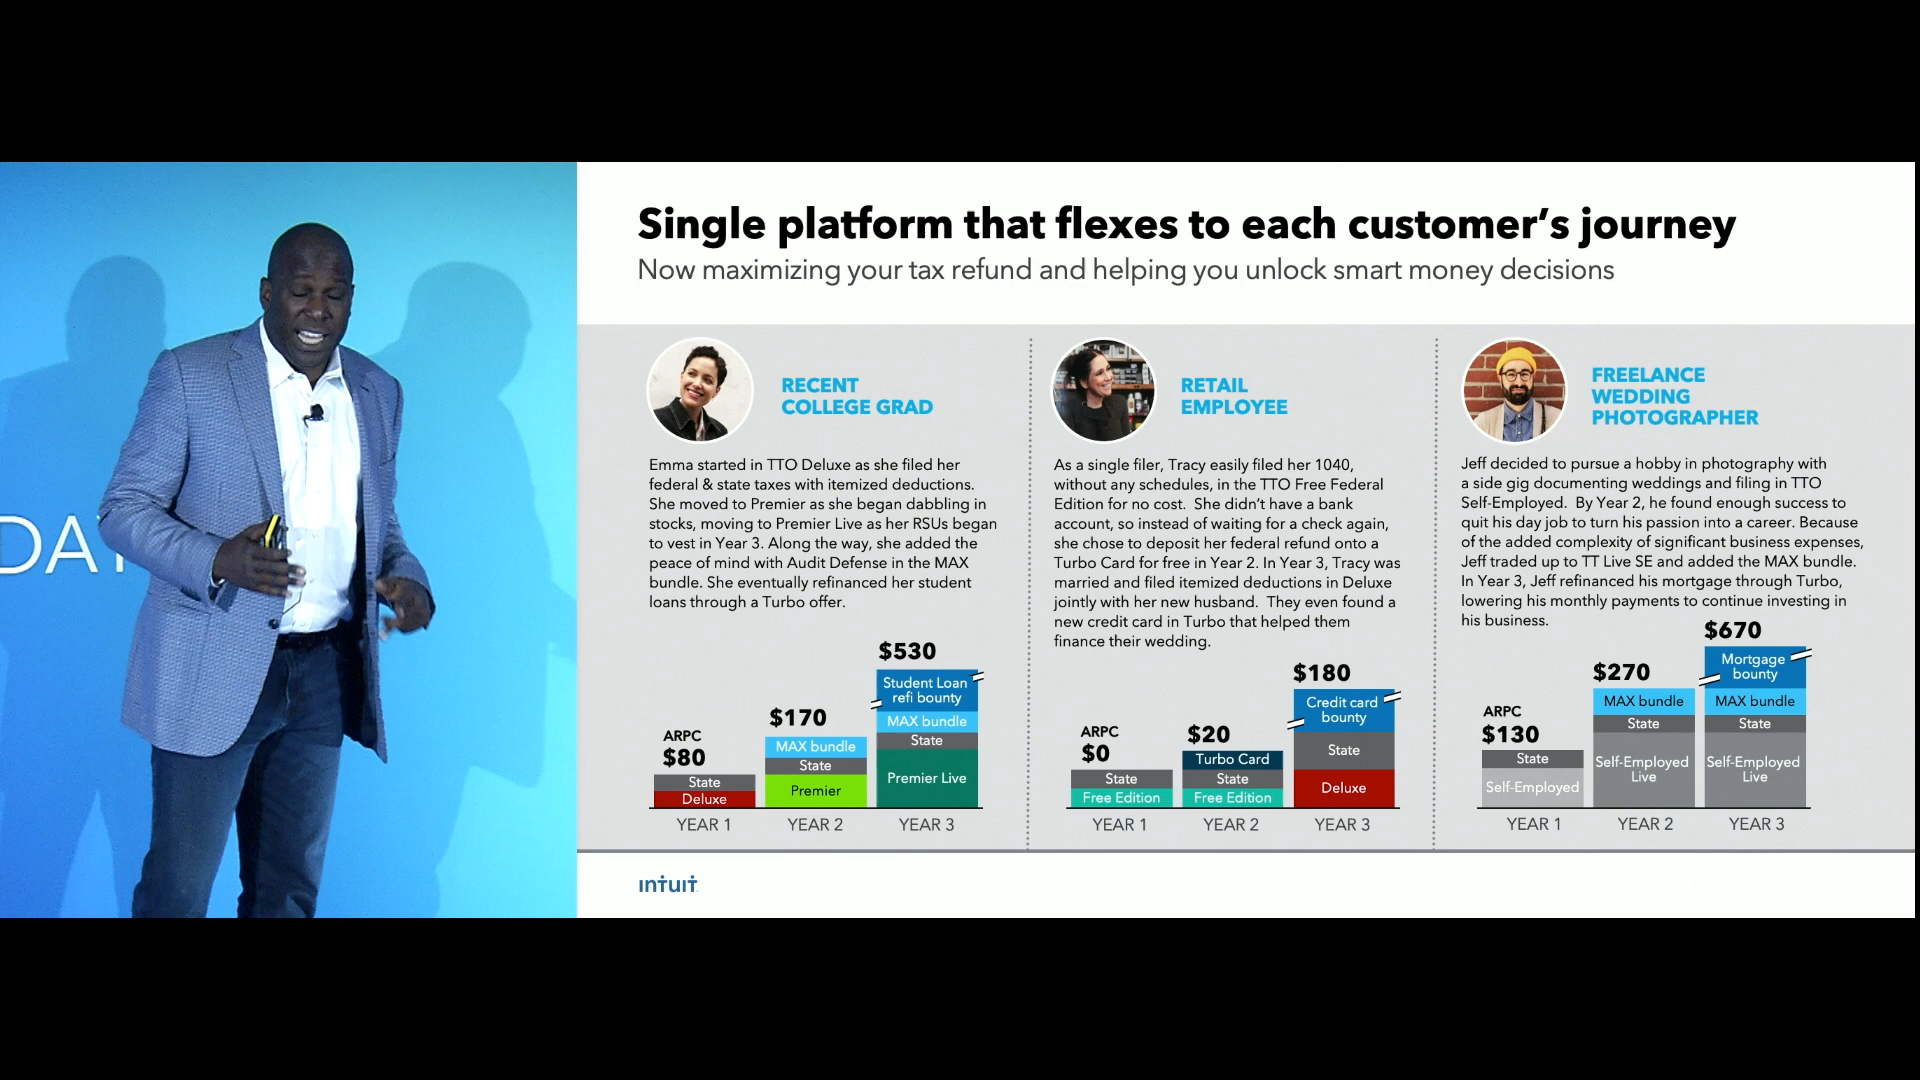 DAY
Single platform that flexes to each customer's journey
Now maximizing your tax refund and helping you unlock smart money decisions
RECENT
COLLEGE GRAD
Emma started in TTO Deluxe as she filed her
federal & state taxes with itemized deductions.
She moved to Premier as she began dabbling in
stocks, moving to Premier Live as her RSUs began
to vest in Year 3. Along the way, she added the
peace of mind with Audit Defense in the MAX
bundle. She eventually refinanced her student
loans through a Turbo offer.
ARPC
$80
State
Deluxe
YEAR 1
$170
MAX bundle
State
Premier
YEAR 2
$530
Student Loan
refi bounty
MAX bundle
State
Premier Live
YEAR 3
RETAIL
EMPLOYEE
As a single filer, Tracy easily filed her 1040,
without any schedules, in the TTO Free Federal
Edition for no cost. She didn't have a bank
account, so instead of waiting for a check again,
she chose to deposit her federal refund onto a
Turbo Card for free in Year 2. In Year 3, Tracy was
married and filed itemized deductions in Deluxe
jointly with her new husband. They even found a
new credit card in Turbo that helped them
finance their wedding.
ARPC
$0
State
Free Edition
YEAR 1
$20
Turbo Card
State
Free Edition
YEAR 2
$180
Credit card
bounty
State
Deluxe
YEAR 3
FREELANCE
WEDDING
PHOTOGRAPHER
Jeff decided to pursue a hobby in photography with
a side gig documenting weddings and filing in TTO
Self-Employed. By Year 2, he found enough success to
quit his day job to turn his passion into a career. Because
of the added complexity of significant business expenses,
Jeff traded up to TT Live SE and added the MAX bundle.
In Year 3, Jeff refinanced his mortgage through Turbo,
lowering his monthly payments to continue investing in
his business.
ARPC
$130
State
Self-Employed
YEAR 1
$270
MAX bundle
State
Self-Employed
Live
YEAR 2
$670
Mortgage
bounty
MAX bundle
State
Self-Employed
Live
YEAR 3
ıntuıt